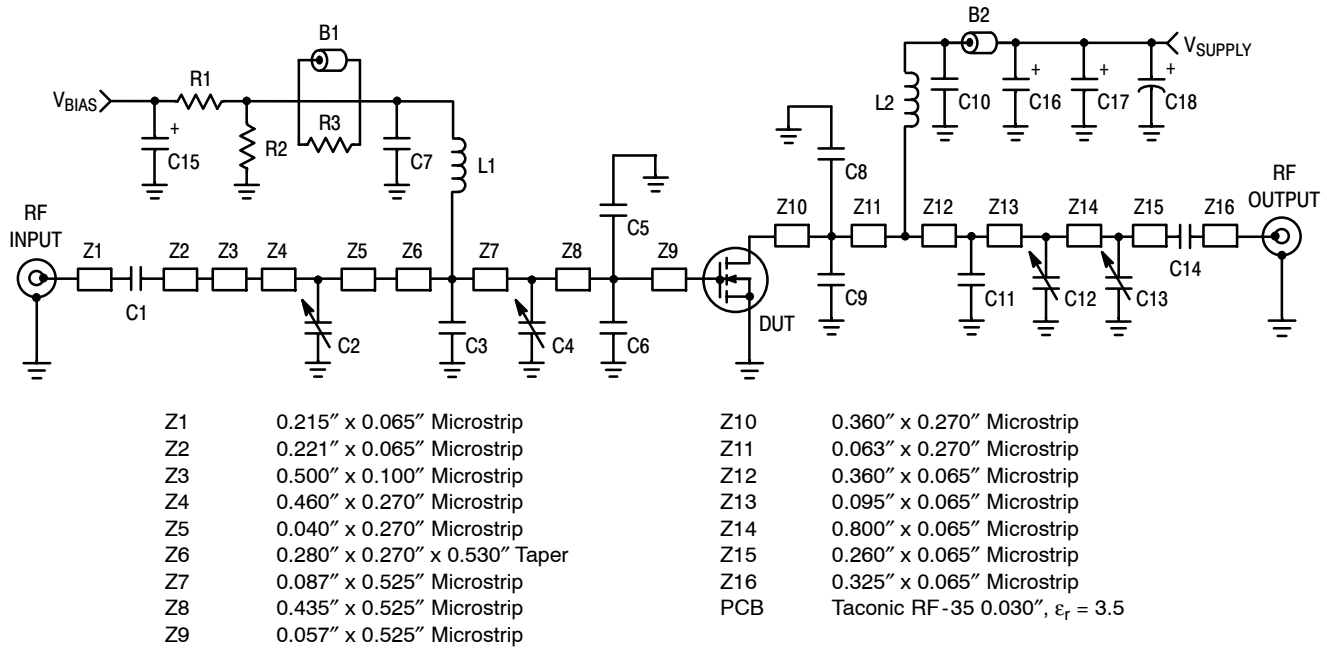 B1
B2
V_BIAS
R1
R3
R2
C15
C7
L1
V_SUPPLY
C10
C16
+
C17
+
C18
+
L2
C8
C5
+
RF
INPUT
Z1
C1
Z2
Z3
Z4
C2
Z5
Z6
C3
Z7
C4
Z8
C6
Z9
DUT
Z10
C9
Z11
Z12
C11
Z13
C12
Z14
C13
Z15
C14
Z16
RF
OUTPUT
Z1 0.215″ x 0.065″ Microstrip
Z2 0.221″ x 0.065″ Microstrip
Z3 0.500″ x 0.100″ Microstrip
Z4 0.460″ x 0.270″ Microstrip
Z5 0.040″ x 0.270″ Microstrip
Z6 0.280″ x 0.270″ x 0.530″ Taper
Z7 0.087″ x 0.525″ Microstrip
Z8 0.435″ x 0.525″ Microstrip
Z9 0.057″ x 0.525″ Microstrip
Z10 0.360″ x 0.270″ Microstrip
Z11 0.063″ x 0.270″ Microstrip
Z12 0.360″ x 0.065″ Microstrip
Z13 0.095″ x 0.065″ Microstrip
Z14 0.800″ x 0.065″ Microstrip
Z15 0.260″ x 0.065″ Microstrip
Z16 0.325″ x 0.065″ Microstrip
PCB Taconic RF-35 0.030″, εr = 3.5